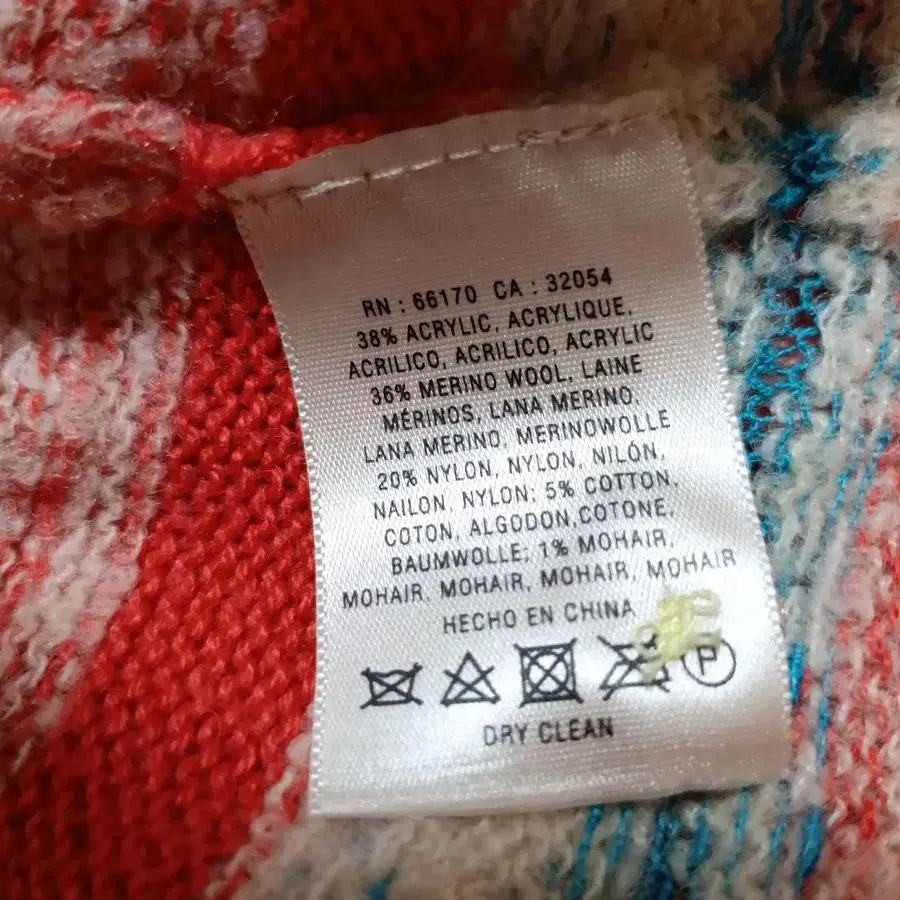 RN : 66170 CA : 32054
38% ACRYLIC, ACRYLIQUE,
ACRILICO, ACRILICO, ACRYLIC
36% MERINO WOOL, LAINE
MÉRINOS, LANA MERINO,
LANA MERINO, MERINOWOLLE
20% NYLON, NYLON, NILÓN,
NAILON, NYLON; 5% COTTON,
COTON, ALGODON,COTONE,
BAUMWOLLE; 1% MOHAIR,
MOHAIR, MOHAIR, MOHAIR, MOHAIR
HECHO EN CHINA
P
DRY CLEAN